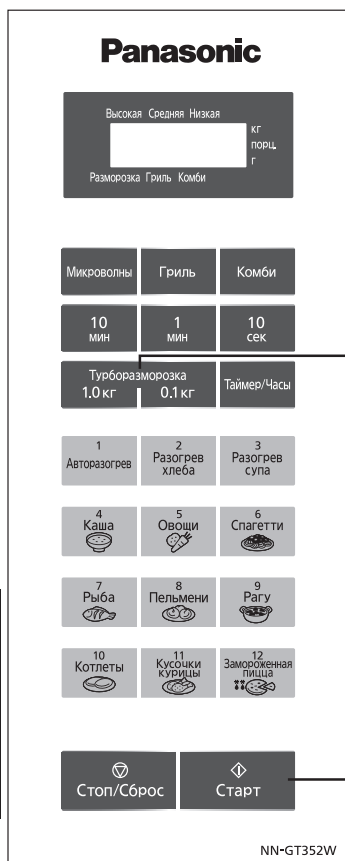 Panasonic
Высокая Средняя Низкая
кг
порц.
г
Разморозка Гриль Комби
Микроволны Гриль Комби
10 1 10
мин мин сек
Турборазморозка
1.0 кг 0.1 кг Таймер/Часы
1 2 3
Авторазогрев Разогрев Разогрев
хлеба супа
4 5 6
Каша Овощи Спагетти
7 8 9
Рыба Пельмени Рагу
10 11 12
Котлеты Кусочки Замороженная
курицы пицца
Стоп/Сброс Старт
NN-GT352W